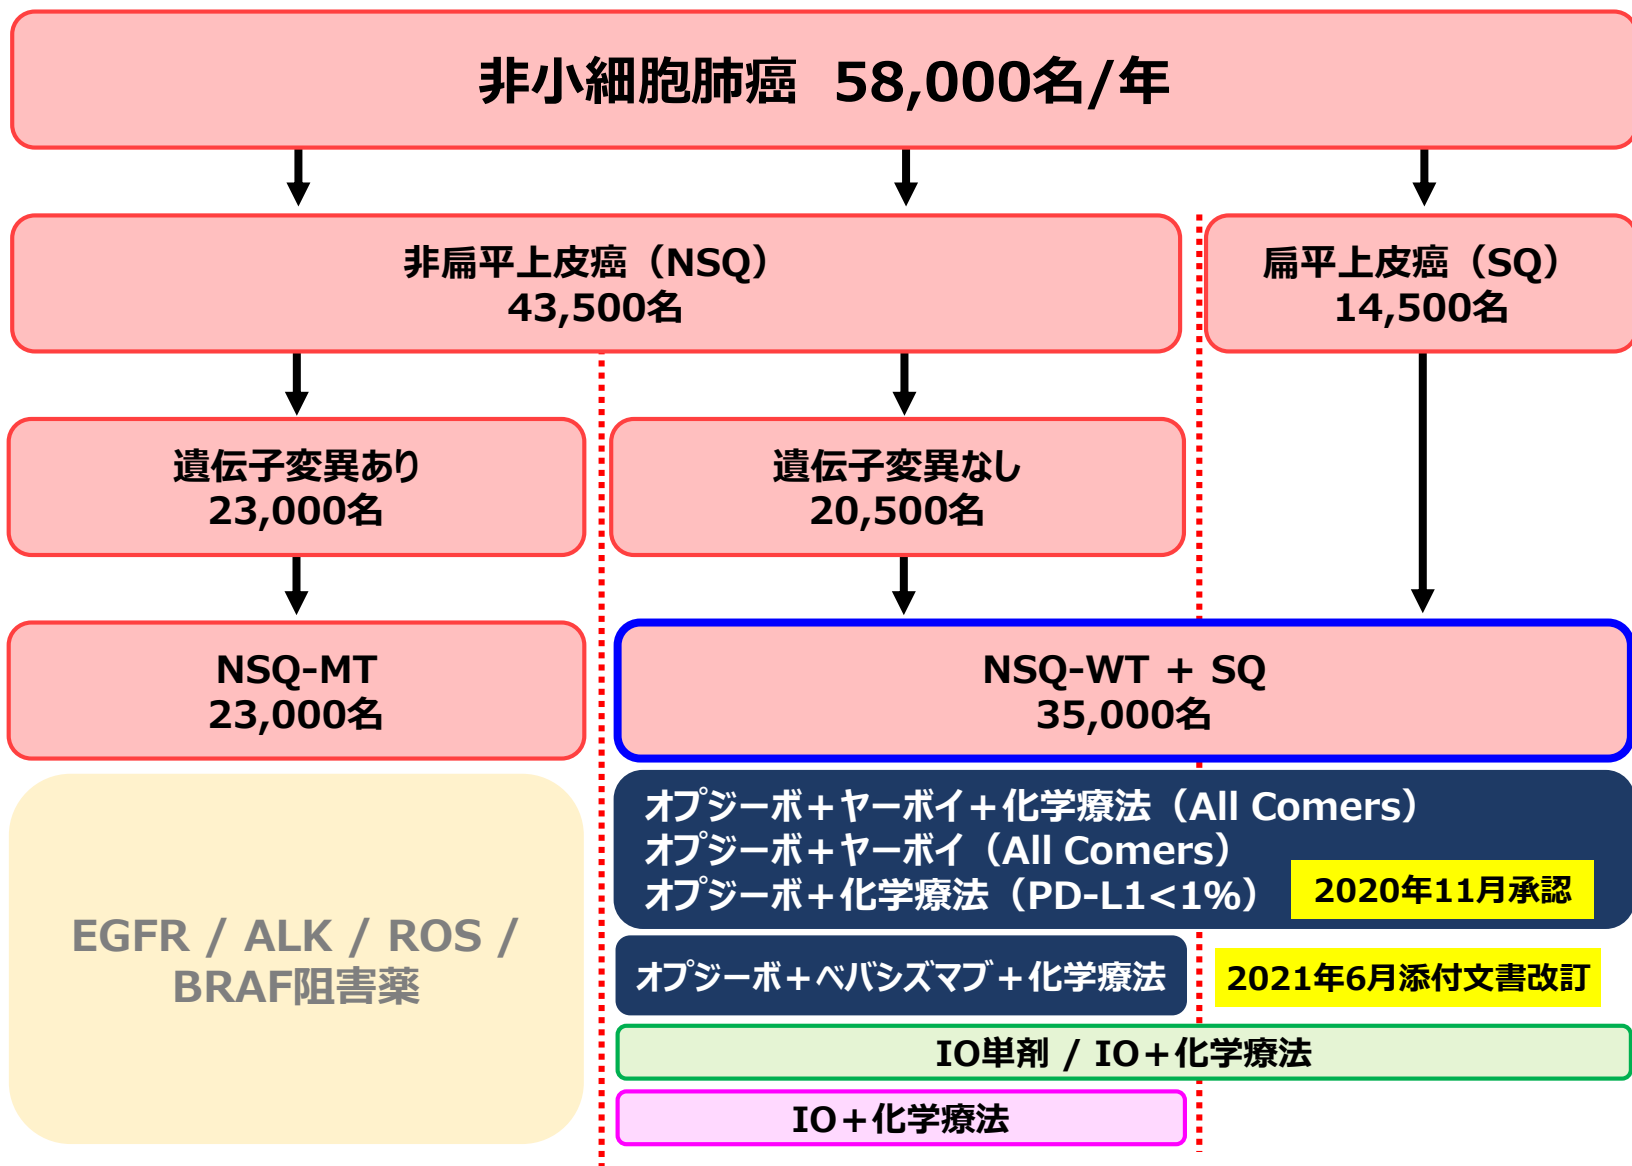 非小細胞肺癌 58,000名/年
非扁平上皮癌（NSQ）
43,500名
扁平上皮癌（SQ）
14,500名
遺伝子変異あり
23,000名
遺伝子変異なし
20,500名
NSQ-MT
23,000名
NSQ-WT + SQ
35,000名
EGFR / ALK / ROS /
BRAF阻害薬
オプジーボ＋ヤーボイ＋化学療法（All Comers）
オプジーボ＋ヤーボイ（All Comers）
オプジーボ＋化学療法（PD-L1<1%）
2020年11月承認
オプジーボ＋ベバシズマブ＋化学療法
2021年6月添付文書改訂
IO単剤 / IO＋化学療法
IO＋化学療法